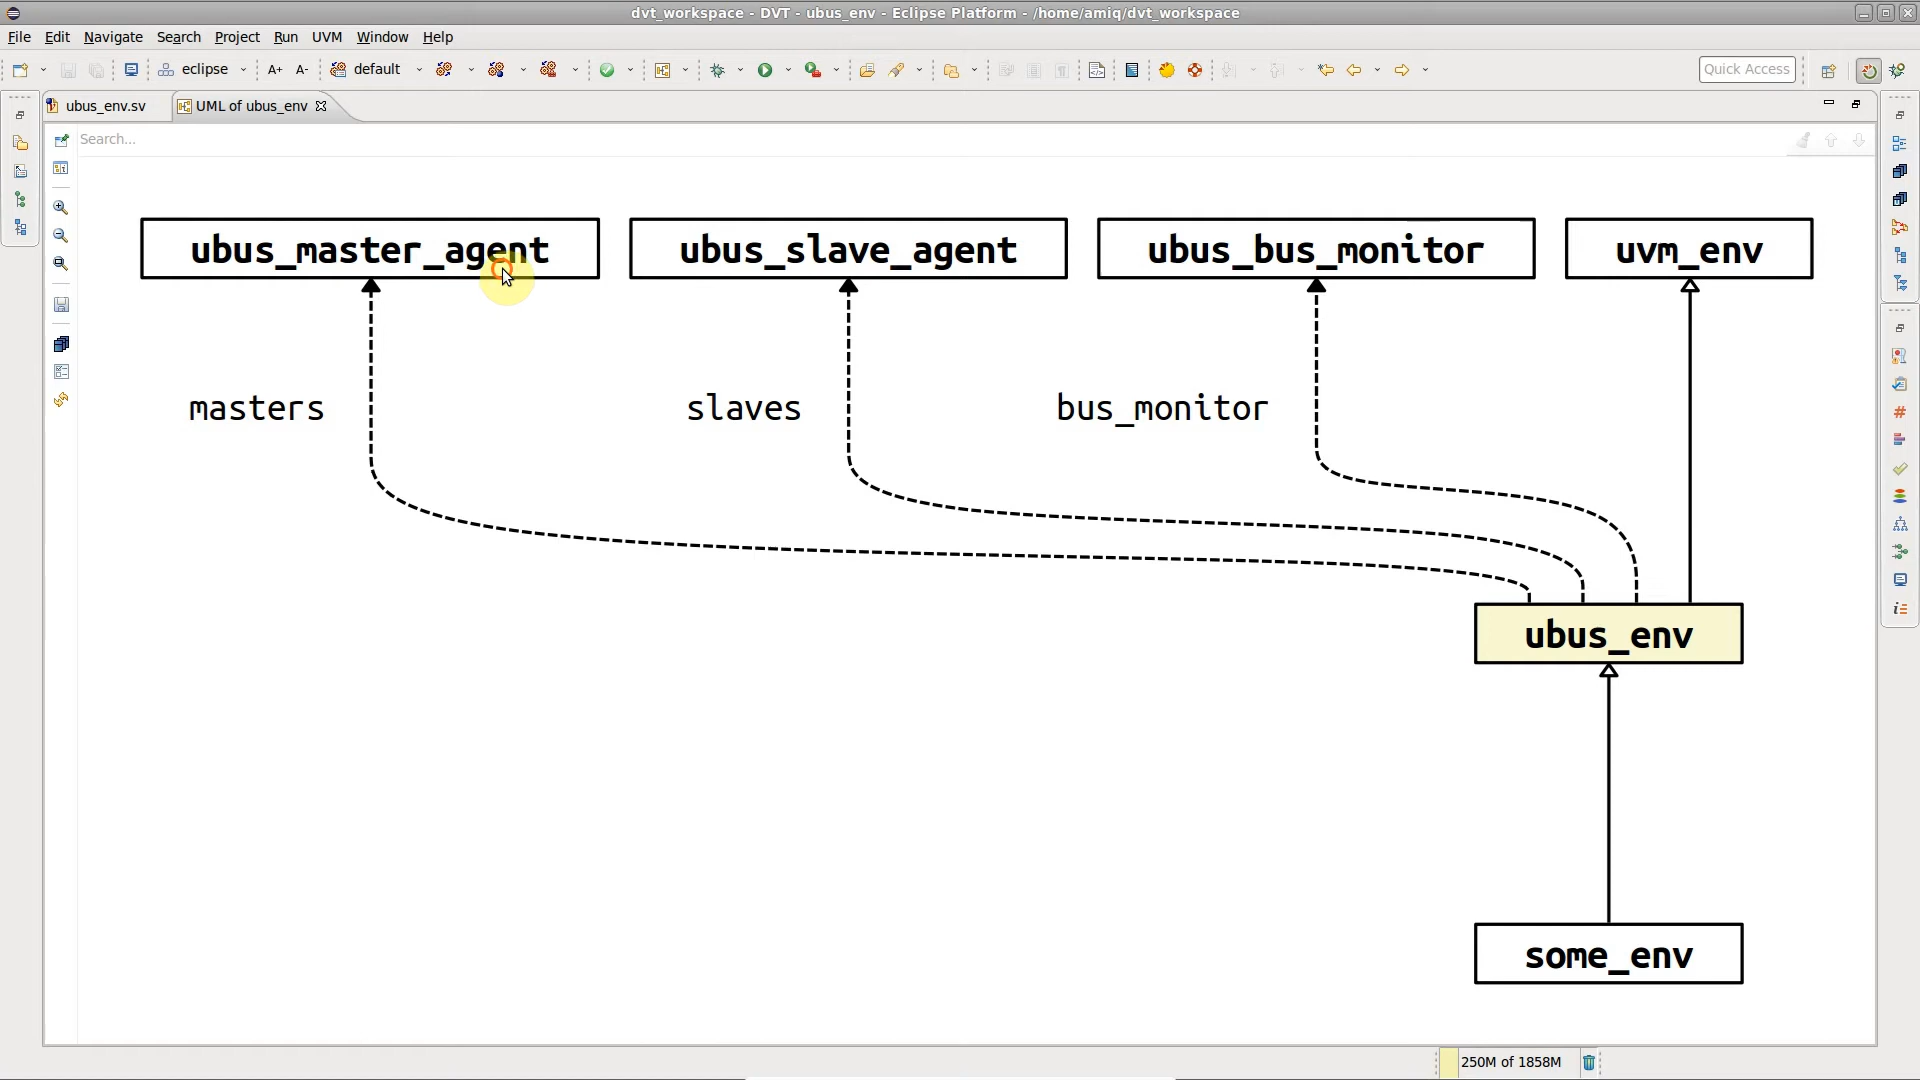 dvt_workspace - DVT - ubus_env - Eclipse Platform - /home/amiq/dvt_workspace
File Edit Navigate Search Project Run UVM Window Help
eclipse A+ A- default Quick Access
ubus_env.sv UML of ubus_env
Search...
ubus_master_agent ubus_slave_agent ubus_bus_monitor uvm_env
masters slaves bus_monitor
ubus_env
some_env
250M of 1858M